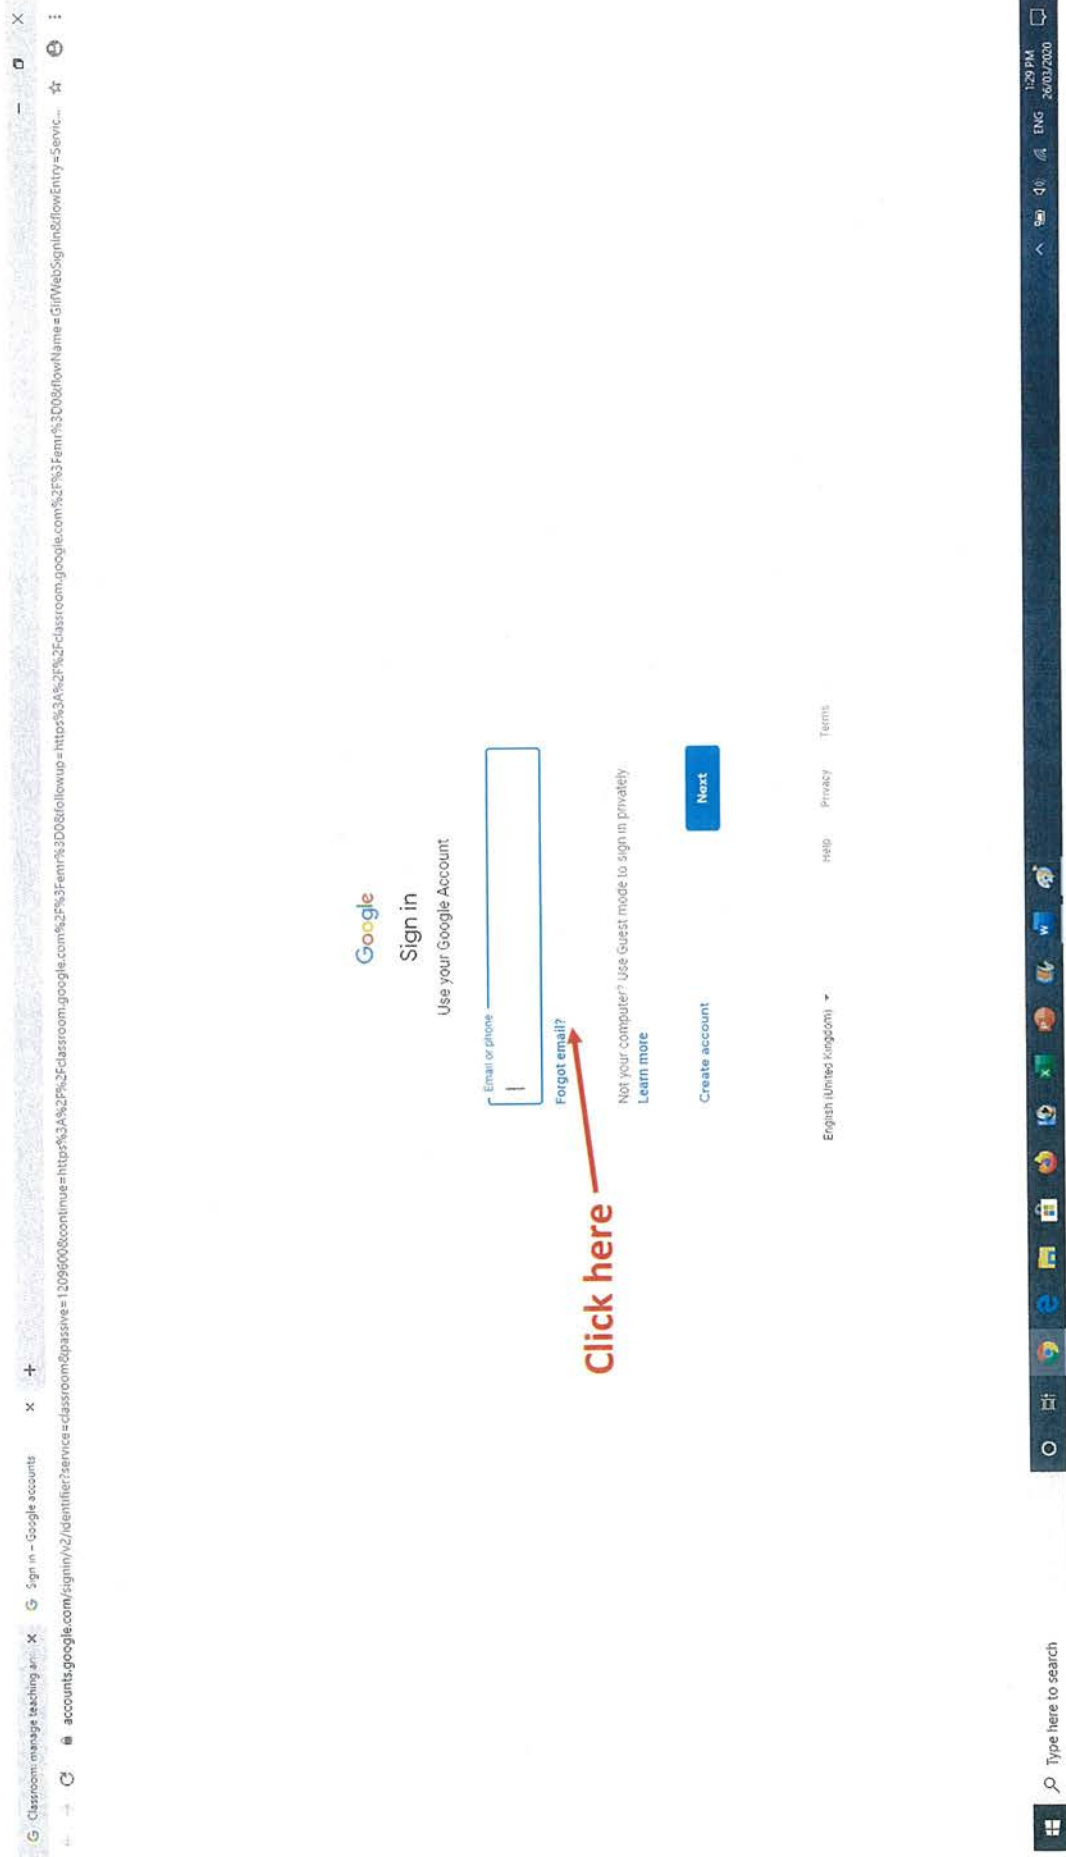 Classroom: manage teaching an
Sign in – Google accounts
accounts.google.com/signin/v2/identifier?service=classroom&passive=1209600&continue=https%3A%2F%2Fclassroom.google.com%2F%3Femr%3D0&followup=https%3A%2F%2Fclassroom.google.com%2F%3Femr%3D0&flowName=GlifWebSignIn&flowEntry=Servic...
Google
Sign in
Use your Google Account
Email or phone
Forgot email?
Click here
Not your computer? Use Guest mode to sign in privately.
Learn more
Create account
Next
English (United Kingdom)
Help
Privacy
Terms
Type here to search
ENG
1:29 PM
26/03/2020